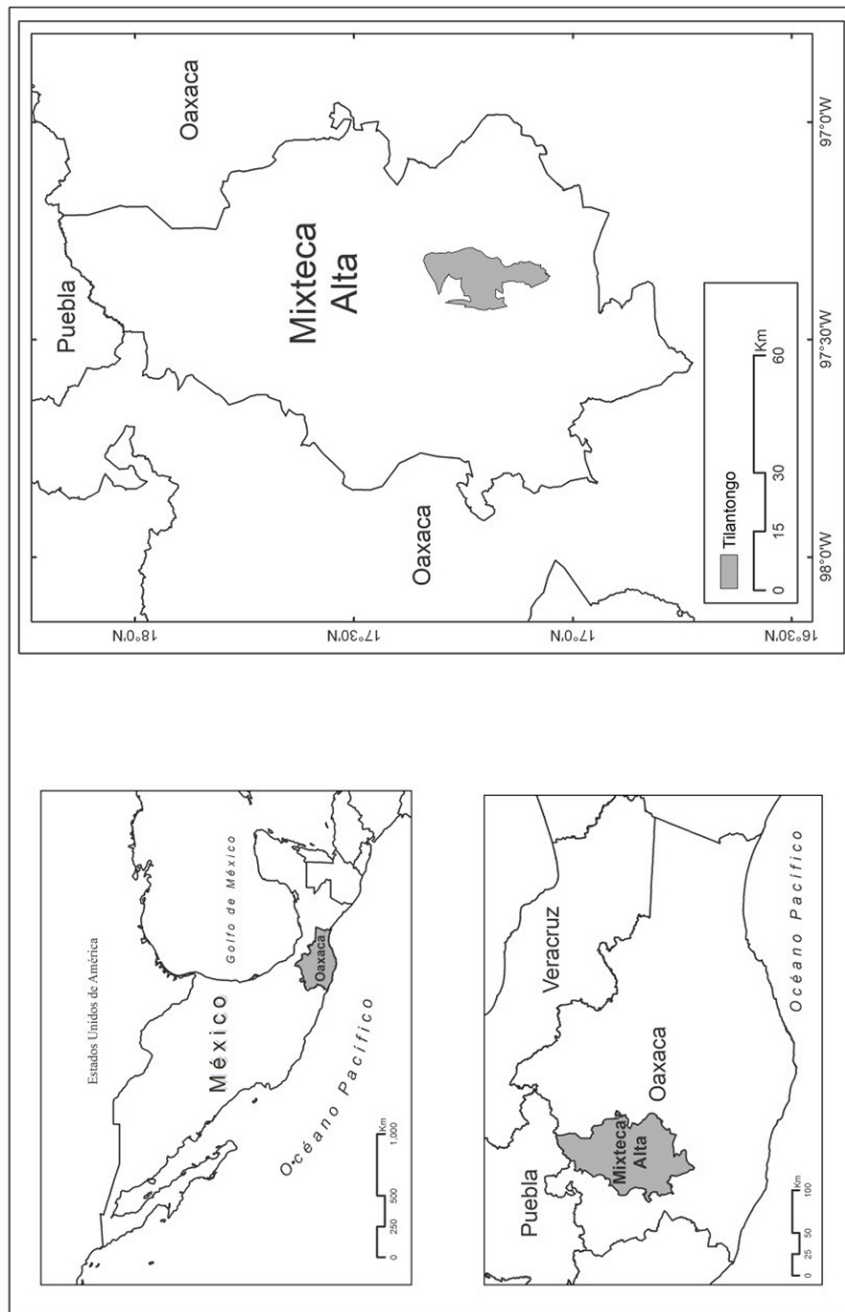 Estados Unidos de América
México
Golfo de México
Oaxaca
Océano Pacífico
0 250 500 1,000
Km
Puebla
Veracruz
Mixteca
Alta
Oaxaca
Océano Pacífico
0 25 50 100
Km
Puebla
Oaxaca
Mixteca
Alta
Oaxaca
18°0'N
17°30'N
17°0'N
16°30'N
98°0'W
97°30'W
97°0'W
Tilantongo
0 15 30 60
Km